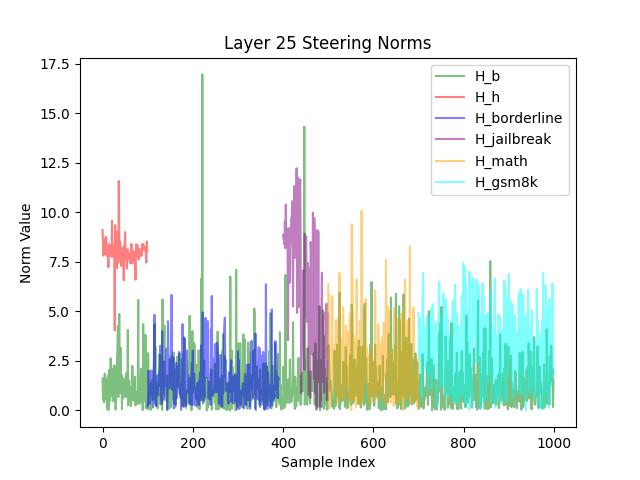 Layer 25 Steering Norms
17.5
15.0
12.5
10.0
7.5
5.0
2.5
0.0
Norm Value
H_b
H_h
H_borderline
H_jailbreak
H_math
H_gsm8k
0
200
400
600
800
1000
Sample Index